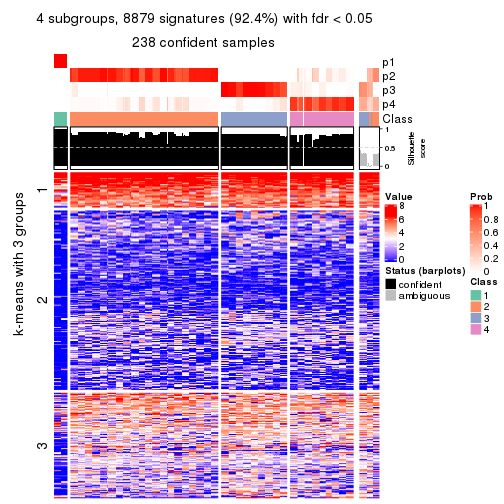 4 subgroups, 8879 signatures (92.4%) with fdr < 0.05
238 confident samples
p1
p2
p3
p4
Class
1
0.5
0
Silhouette
score
k-means with 3 groups
1
2
3
Value
8
6
4
2
0
Status (barplots)
confident
ambiguous
Prob
1
0.8
0.6
0.4
0.2
0
Class
1
2
3
4